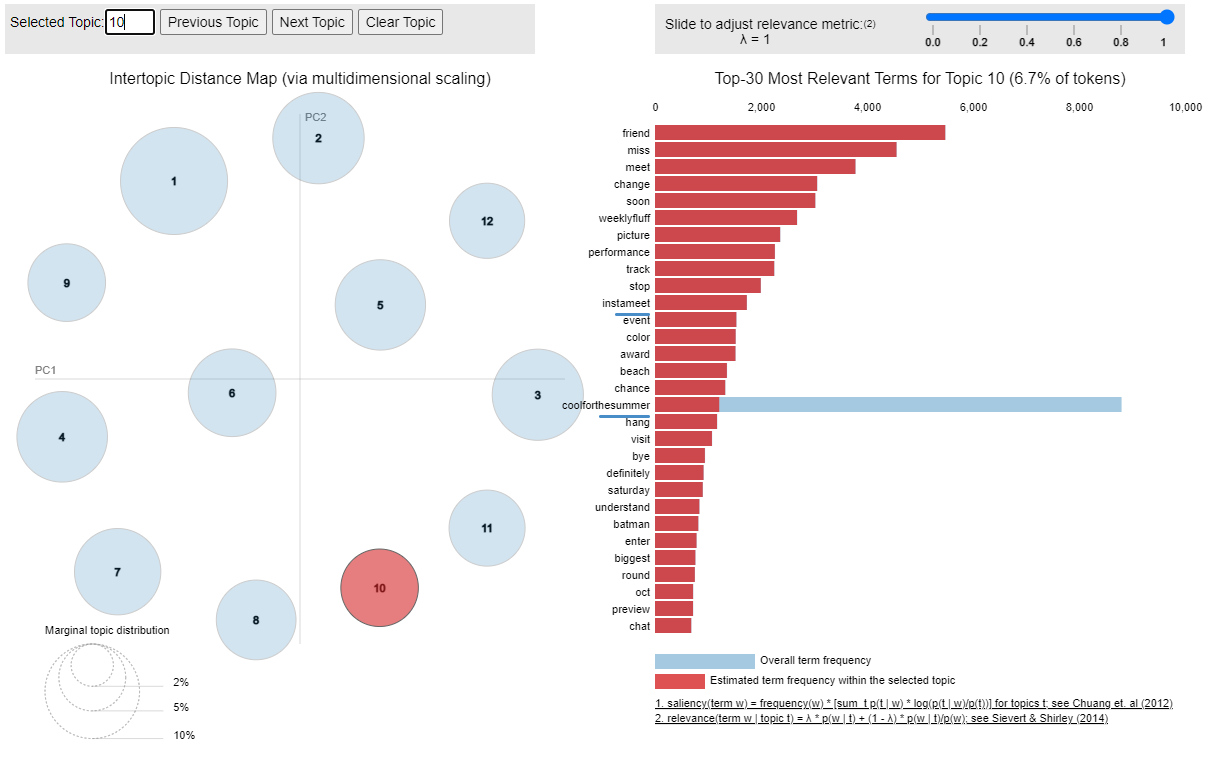 Selected Topic: 10 Previous Topic Next Topic Clear Topic
Slide to adjust relevance metric:(2)
λ = 1
0.0 0.2 0.4 0.6 0.8 1
Intertopic Distance Map (via multidimensional scaling)
PC2
2
1
12
9
5
PC1
6
3
4
11
7
10
8
Marginal topic distribution
2%
5%
10%
Top-30 Most Relevant Terms for Topic 10 (6.7% of tokens)
0 2,000 4,000 6,000 8,000 10,000
friend
miss
meet
change
soon
weeklyfluff
picture
performance
track
stop
instameet
event
color
award
beach
chance
coolforthesummer
hang
visit
bye
definitely
saturday
understand
batman
enter
biggest
round
oct
preview
chat
Overall term frequency
Estimated term frequency within the selected topic
1. saliency(term w) = frequency(w) * [sum_t p(t | w) * log(p(t | w)/p(t))] for topics t; see Chuang et. al (2012)
2. relevance(term w | topic t) = λ * p(w | t) + (1 - λ) * p(w | t)/p(w); see Sievert & Shirley (2014)